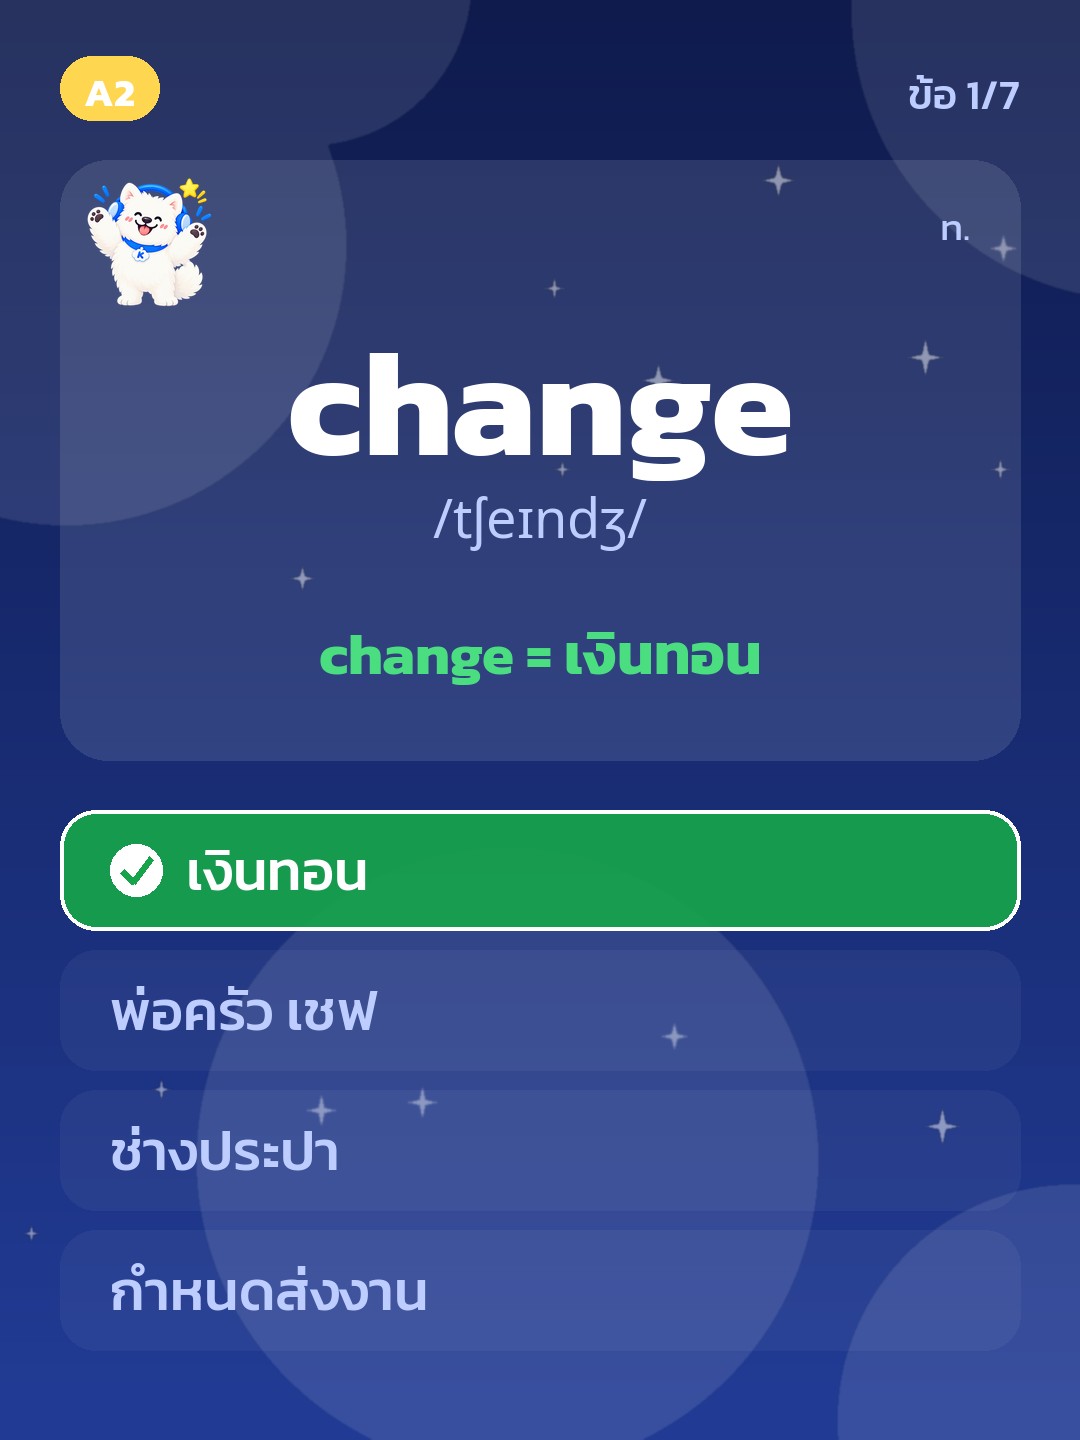 A2
ข้อ 1/7
n.
change
/tʃeɪndʒ/
change = เงินทอน
เงินทอน
พ่อครัว เชฟ
ช่างประปา
กำหนดส่งงาน